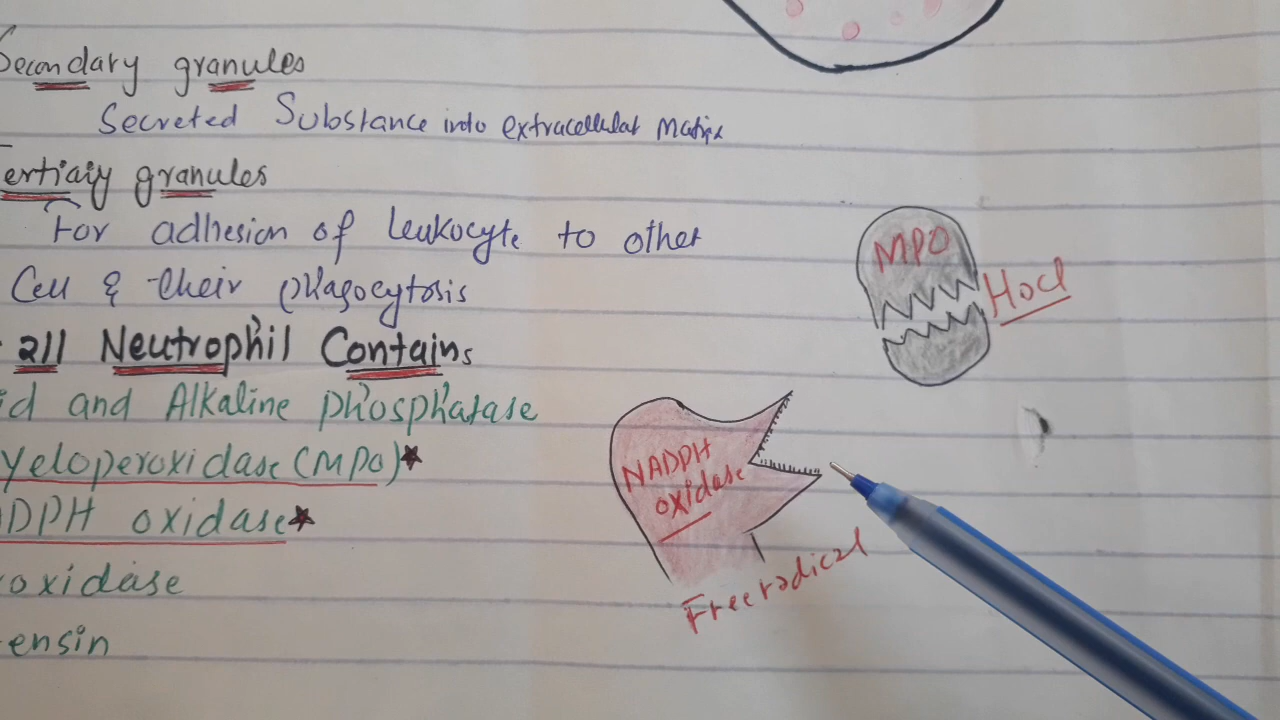 Secondary granules
Secreted Substance into extracellular Matrix
Tertiary granules
For adhesion of leukocyte to other
Cell & their phagocytosis
all Neutrophil Contains
id and Alkaline phosphatase
yeloperoxidase (MPO)★
DPH oxidase★
oxidase
ensin
MPO
Hocl
NADPH
oxidase
Free radical